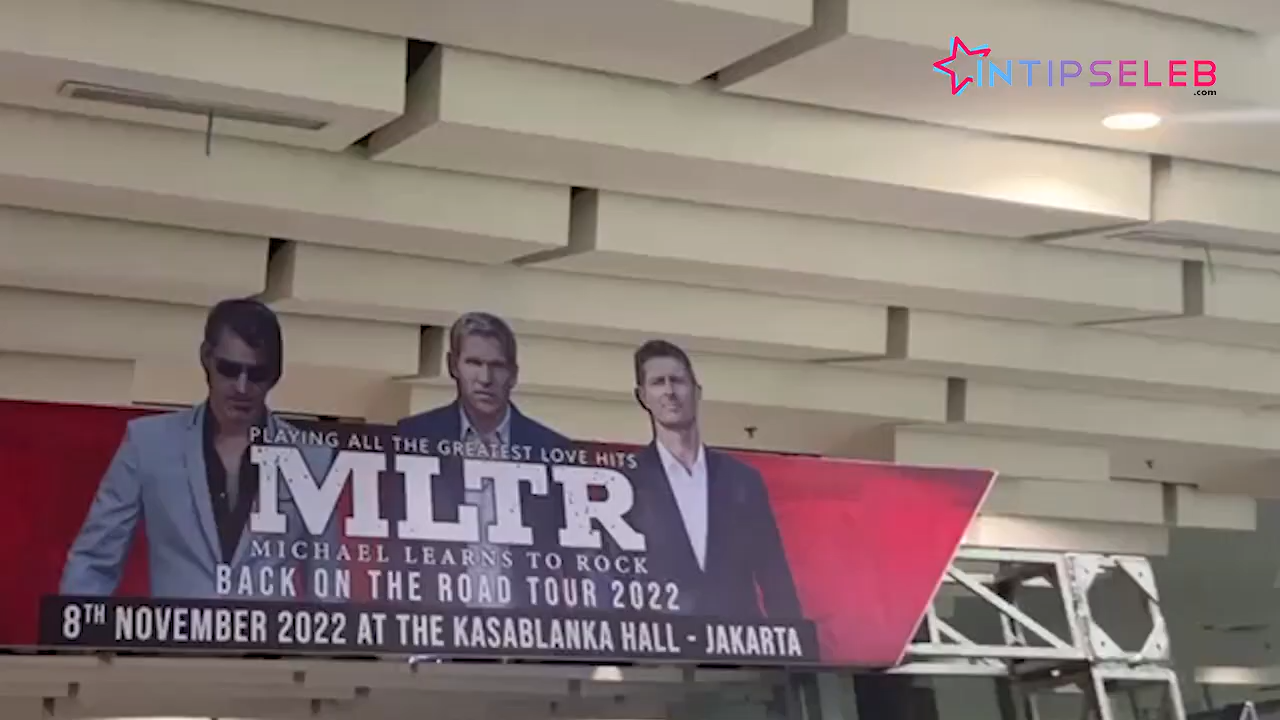 INTIPSELEB
.com
PLAYING ALL THE GREATEST LOVE HITS
MLTR
MICHAEL LEARNS TO ROCK
BACK ON THE ROAD TOUR 2022
8TH NOVEMBER 2022 AT THE KASABLANKA HALL - JAKARTA